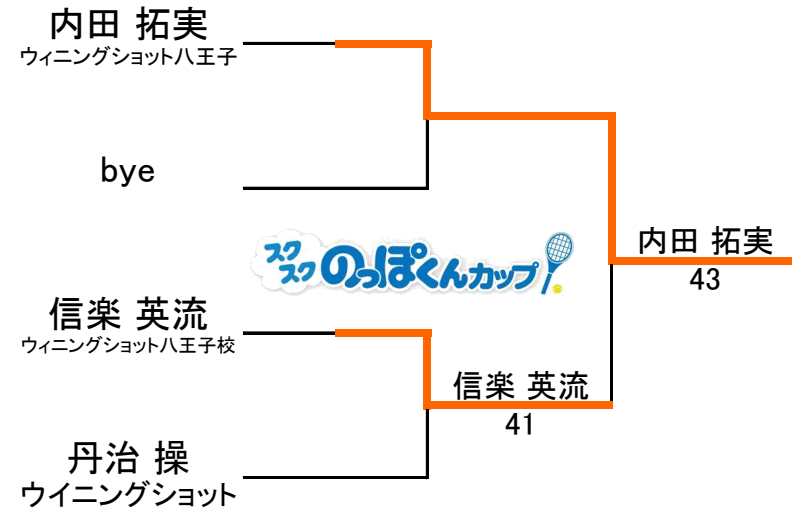 内田 拓実
ウィニングショット八王子
bye
スクスクのっぽくんカップ
内田 拓実
43
信楽 英流
ウィニングショット八王子校
信楽 英流
41
丹治 操
ウイニングショット